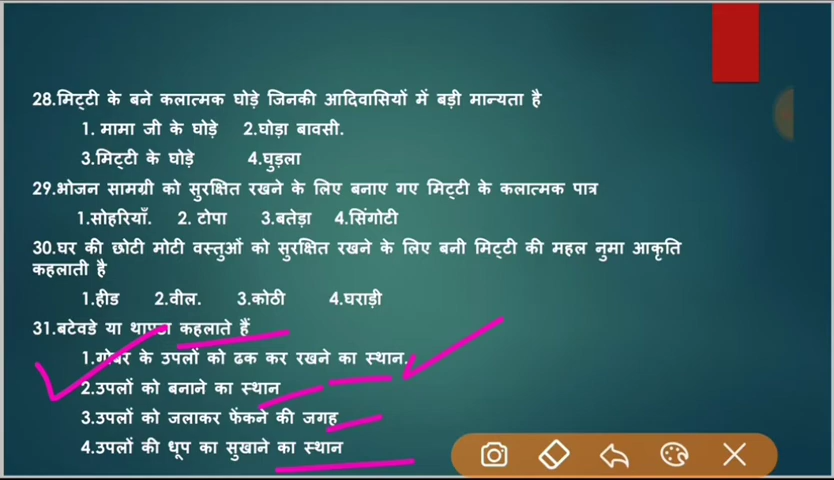 28.मिट्टी के बने कलात्मक घोड़े जिनकी आदिवासियों में बड़ी मान्यता है
1. मामा जी के घोड़े 2.घोड़ा बावसी.
3.मिट्टी के घोड़े 4.घुड़ला
29.भोजन सामग्री को सुरक्षित रखने के लिए बनाए गए मिट्टी के कलात्मक पात्र
1.सोहरियाँ. 2. टोपा 3.बतेड़ा 4.सिंगोटी
30.घर की छोटी मोटी वस्तुओं को सुरक्षित रखने के लिए बनी मिट्टी की महल नुमा आकृति
कहलाती है
1.हीड 2.वील. 3.कोठी 4.घराड़ी
31.बटेवडे या थापडा कहलाते हैं
1.गोबर के उपलों को ढक कर रखने का स्थान.
2.उपलों को बनाने का स्थान
3.उपलों को जलाकर फेंकने की जगह
4.उपलों की धूप का सुखाने का स्थान